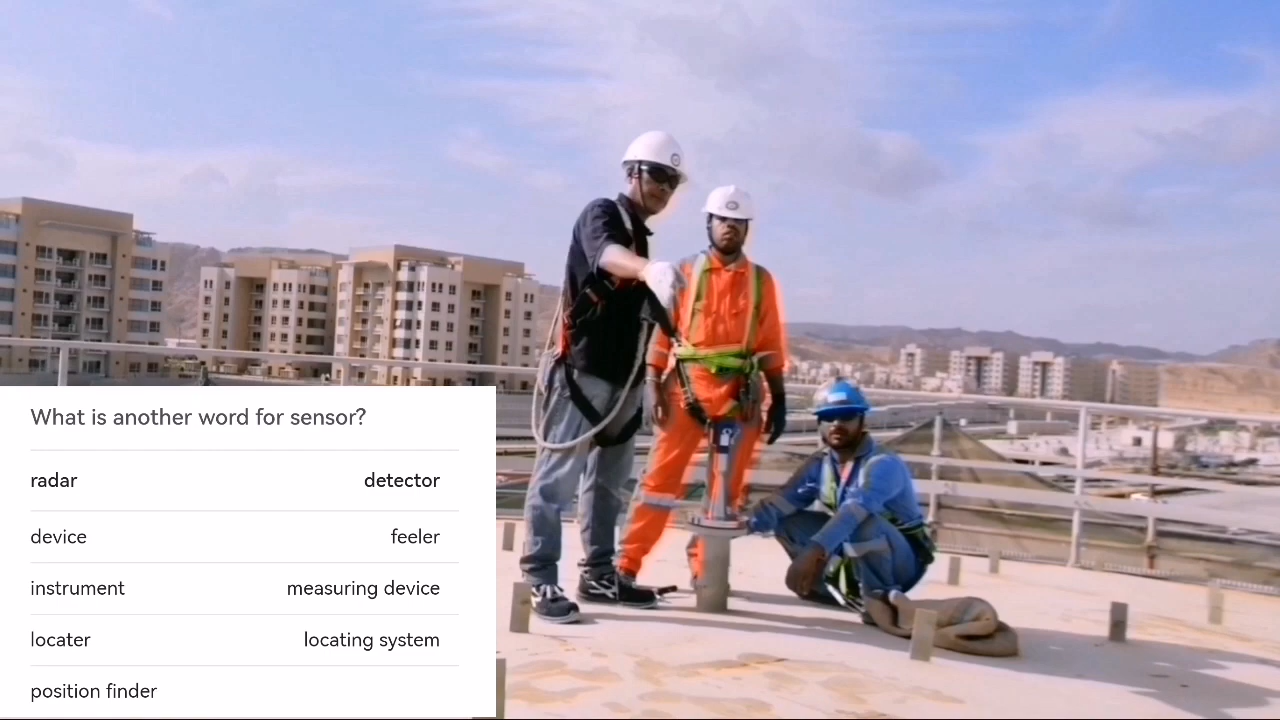 What is another word for sensor?
radar detector
device feeler
instrument measuring device
locater locating system
position finder